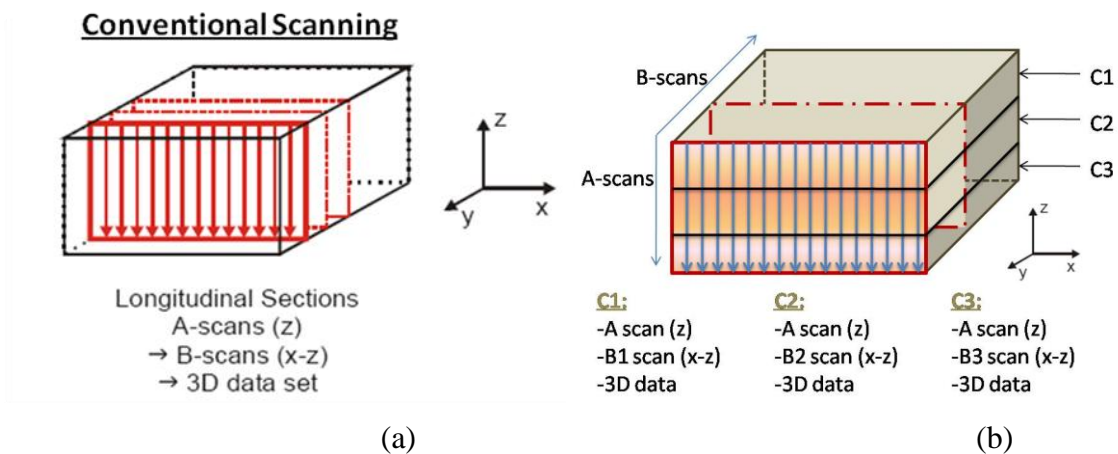 Conventional Scanning
z
x
y
Longitudinal Sections
A-scans (z)
→ B-scans (x-z)
→ 3D data set
(a)
B-scans
A-scans
C1
C2
C3
z
x
y
C1:
-A scan (z)
-B1 scan (x-z)
-3D data
C2:
-A scan (z)
-B2 scan (x-z)
-3D data
C3:
-A scan (z)
-B3 scan (x-z)
-3D data
(b)